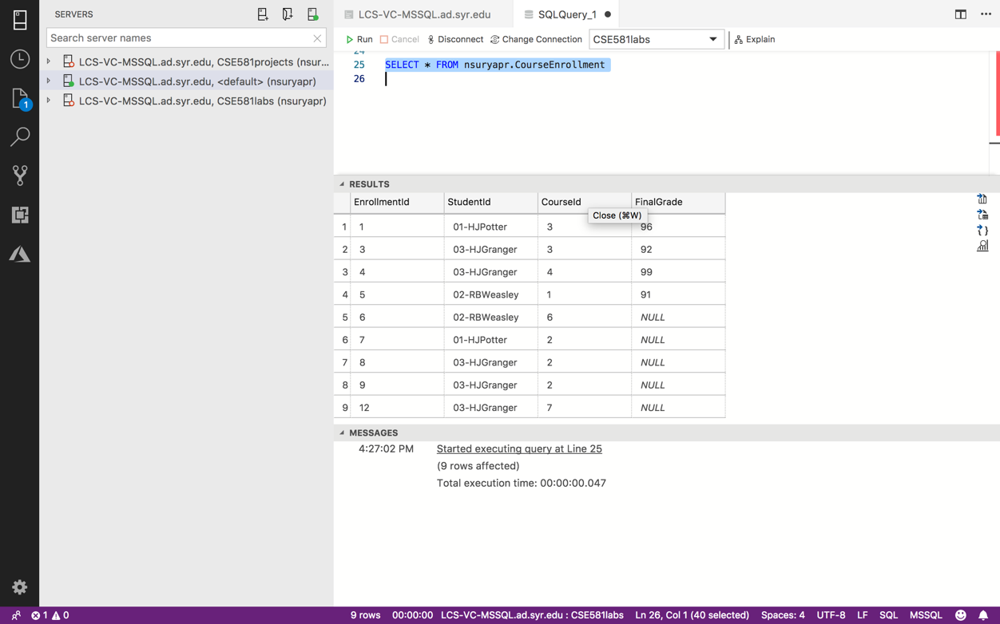 SERVERS
LCS-VC-MSSQL.ad.syr.edu
SQLQuery_1
Search server names
Run
Cancel
Disconnect
Change Connection
CSE581labs
Explain
LCS-VC-MSSQL.ad.syr.edu, CSE581projects (nsur...
LCS-VC-MSSQL.ad.syr.edu, <default> (nsuryapr)
LCS-VC-MSSQL.ad.syr.edu, CSE581labs (nsuryapr)
1
24
25 SELECT * FROM nsuryapr.CourseEnrollment
26
RESULTS
EnrollmentId StudentId CourseId FinalGrade
Close (⌘W)
1 1 01-HJPotter 3 96
2 3 03-HJGranger 3 92
3 4 03-HJGranger 4 99
4 5 02-RBWeasley 1 91
5 6 02-RBWeasley 6 NULL
6 7 01-HJPotter 2 NULL
7 8 03-HJGranger 2 NULL
8 9 03-HJGranger 2 NULL
9 12 03-HJGranger 7 NULL
MESSAGES
4:27:02 PM Started executing query at Line 25
(9 rows affected)
Total execution time: 00:00:00.047
1 0 9 rows 00:00:00 LCS-VC-MSSQL.ad.syr.edu : CSE581labs Ln 26, Col 1 (40 selected) Spaces: 4 UTF-8 LF SQL MSSQL